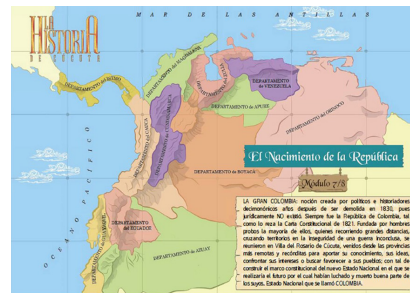 MAR DE LAS ANTILLAS
LA
HISTORIA
DE CÚCUTA
DEPARTAMENTO del ISTMO
DEPARTAMENTO del MAGDALENA
DEPARTAMENTO de VENEZUELA
DEPARTAMENTO de APURE
DEPARTAMENTO del ORINOCO
DEPARTAMENTO de BOYACA
OCEANO PACÍFICO
DEPARTAMENTO del ECUADOR
DEPARTAMENTO de AZUAY
El Nacimiento de la República
Módulo 7/8
LA GRAN COLOMBIA: noción creada por políticos e historiadores
decimonónicos años después de ser demolida en 1830, pues
jurídicamente NO existió. Siempre fue la República de Colombia, tal
como lo reza la Carta Constitucional de 1821. Fundada por hombres
probos la mayoría de ellos, quienes recorriendo grandes distancias,
cruzando territorios en la inseguridad de una guerra inconclusa, se
reunieron en Villa del Rosario de Cúcuta, venidos desde las provincias
más remotas y recónditas para aportar su conocimiento, sus ideas,
confrontar sus intereses o buscar favorecer a sus pueblos; con tal de
construir el marco constitucional del nuevo Estado Nacional en el que se
realizaría el futuro por el cual habían luchado y muerto buena parte de
los suyos. Estado Nacional que se llamó COLOMBIA.